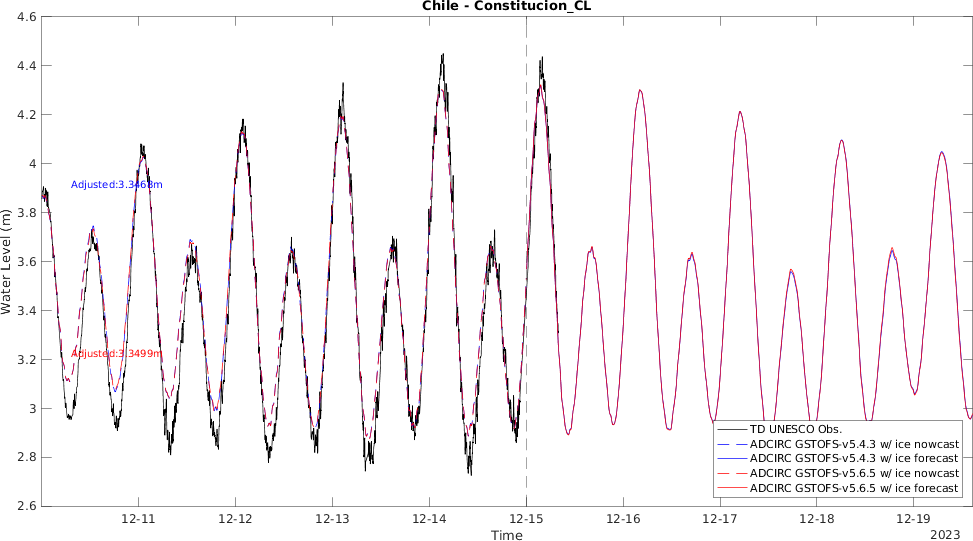 Chile - Constitucion_CL
4.6
4.4
4.2
4
3.8
3.6
3.4
3.2
3
2.8
2.6
Water Level (m)
Adjusted:3.3468m
Adjusted:3.3499m
TD UNESCO Obs.
ADCIRC GSTOFS-v5.4.3 w/ ice nowcast
ADCIRC GSTOFS-v5.4.3 w/ ice forecast
ADCIRC GSTOFS-v5.6.5 w/ ice nowcast
ADCIRC GSTOFS-v5.6.5 w/ ice forecast
12-11 12-12 12-13 12-14 12-15 12-16 12-17 12-18 12-19
Time
2023